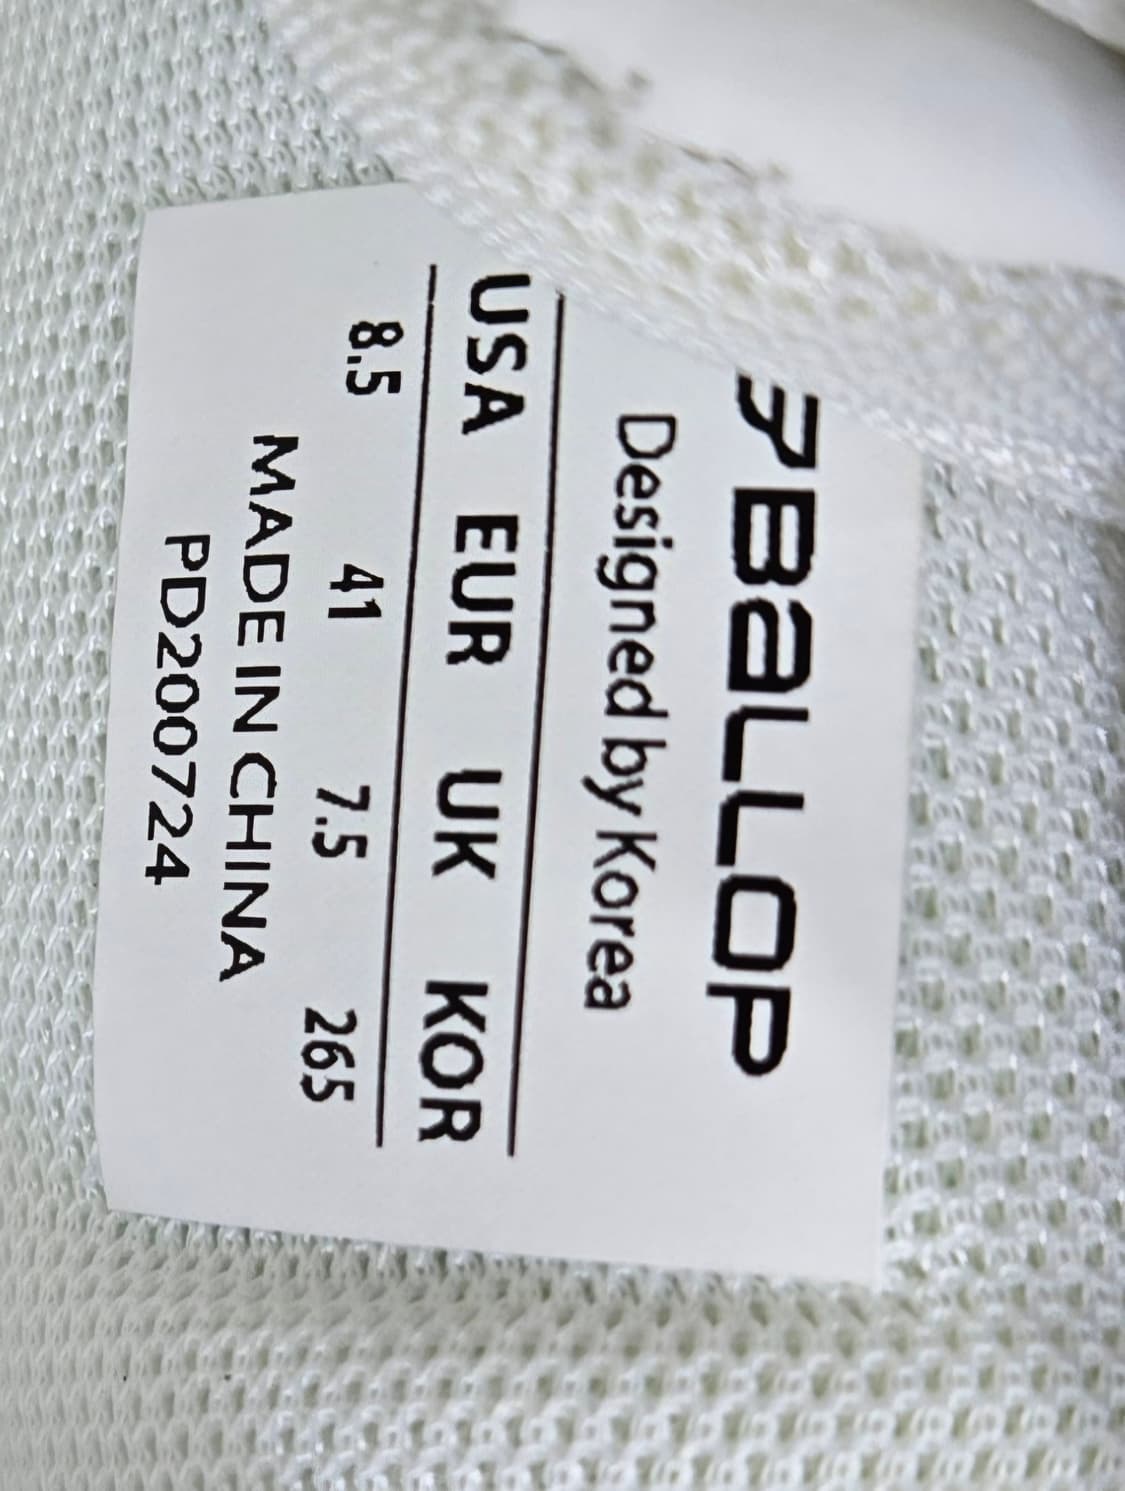 BALLOP
Designed by Korea
USA EUR UK KOR
8.5 41 7.5 265
MADE IN CHINA
PD200724